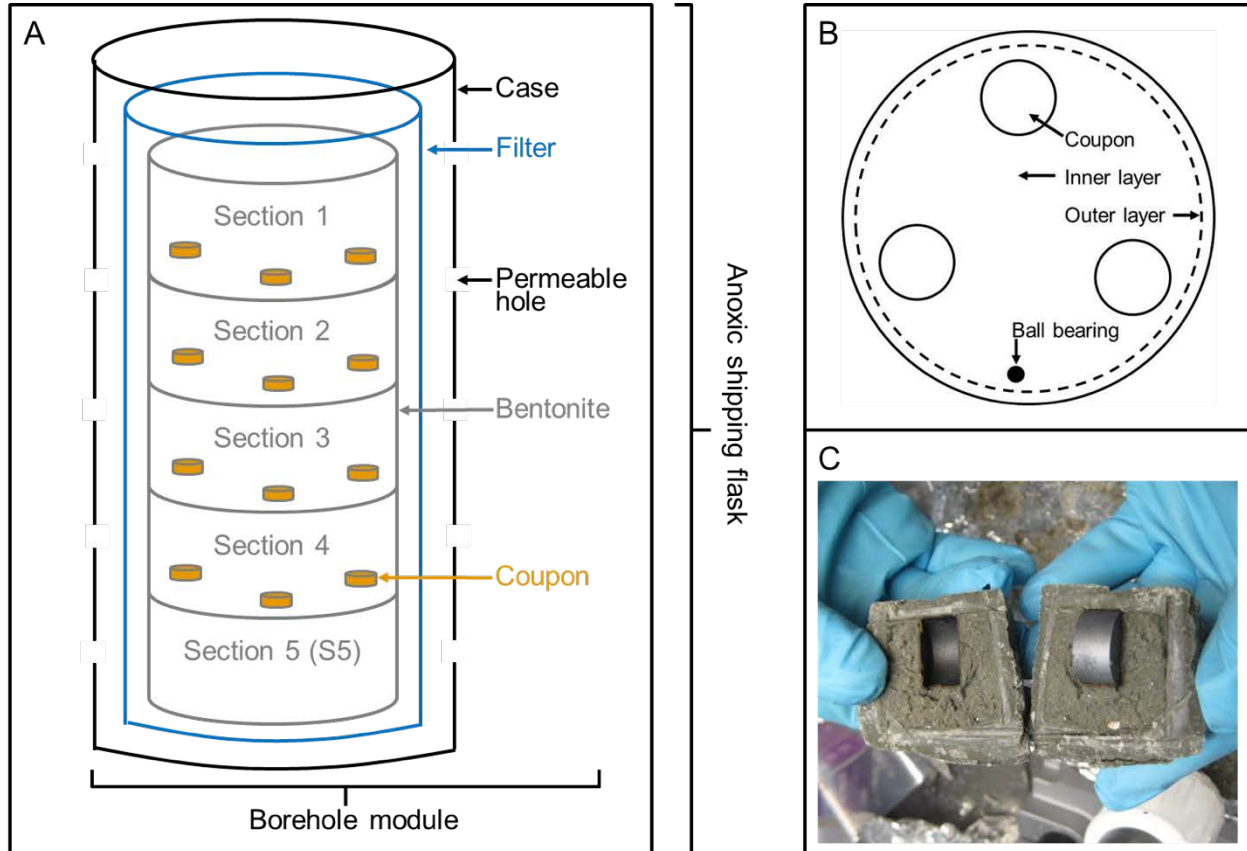 A
Case
Filter
Section 1
Permeable
hole
Section 2
Bentonite
Section 3
Section 4
Coupon
Section 5 (S5)
Borehole module
Anoxic shipping flask
B
Coupon
Inner layer
Outer layer
Ball bearing
C